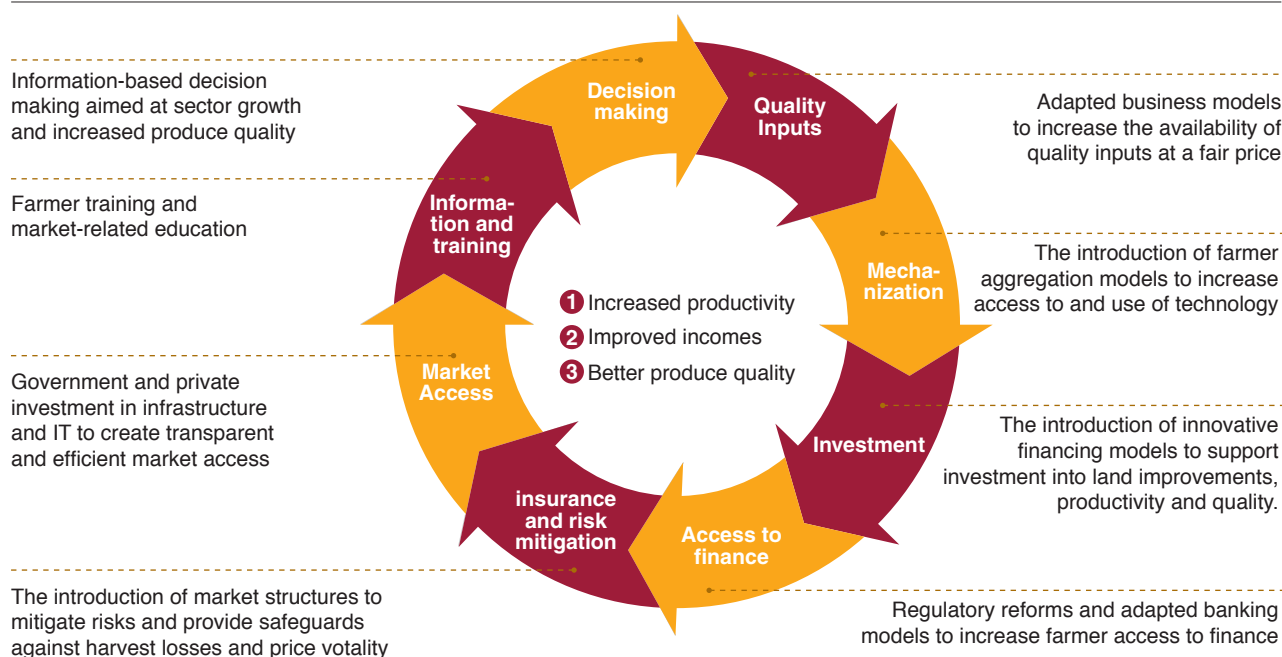 Decision
making
Quality
Inputs
Mecha-
nization
Investment
Access to
finance
insurance
and risk
mitigation
Market
Access
Informa-
tion and
training
1 Increased productivity
2 Improved incomes
3 Better produce quality
Information-based decision
making aimed at sector growth
and increased produce quality
Farmer training and
market-related education
Government and private
investment in infrastructure
and IT to create transparent
and efficient market access
The introduction of market structures to
mitigate risks and provide safeguards
against harvest losses and price votality
Adapted business models
to increase the availability of
quality inputs at a fair price
The introduction of farmer
aggregation models to increase
access to and use of technology
The introduction of innovative
financing models to support
investment into land improvements,
productivity and quality.
Regulatory reforms and adapted banking
models to increase farmer access to finance